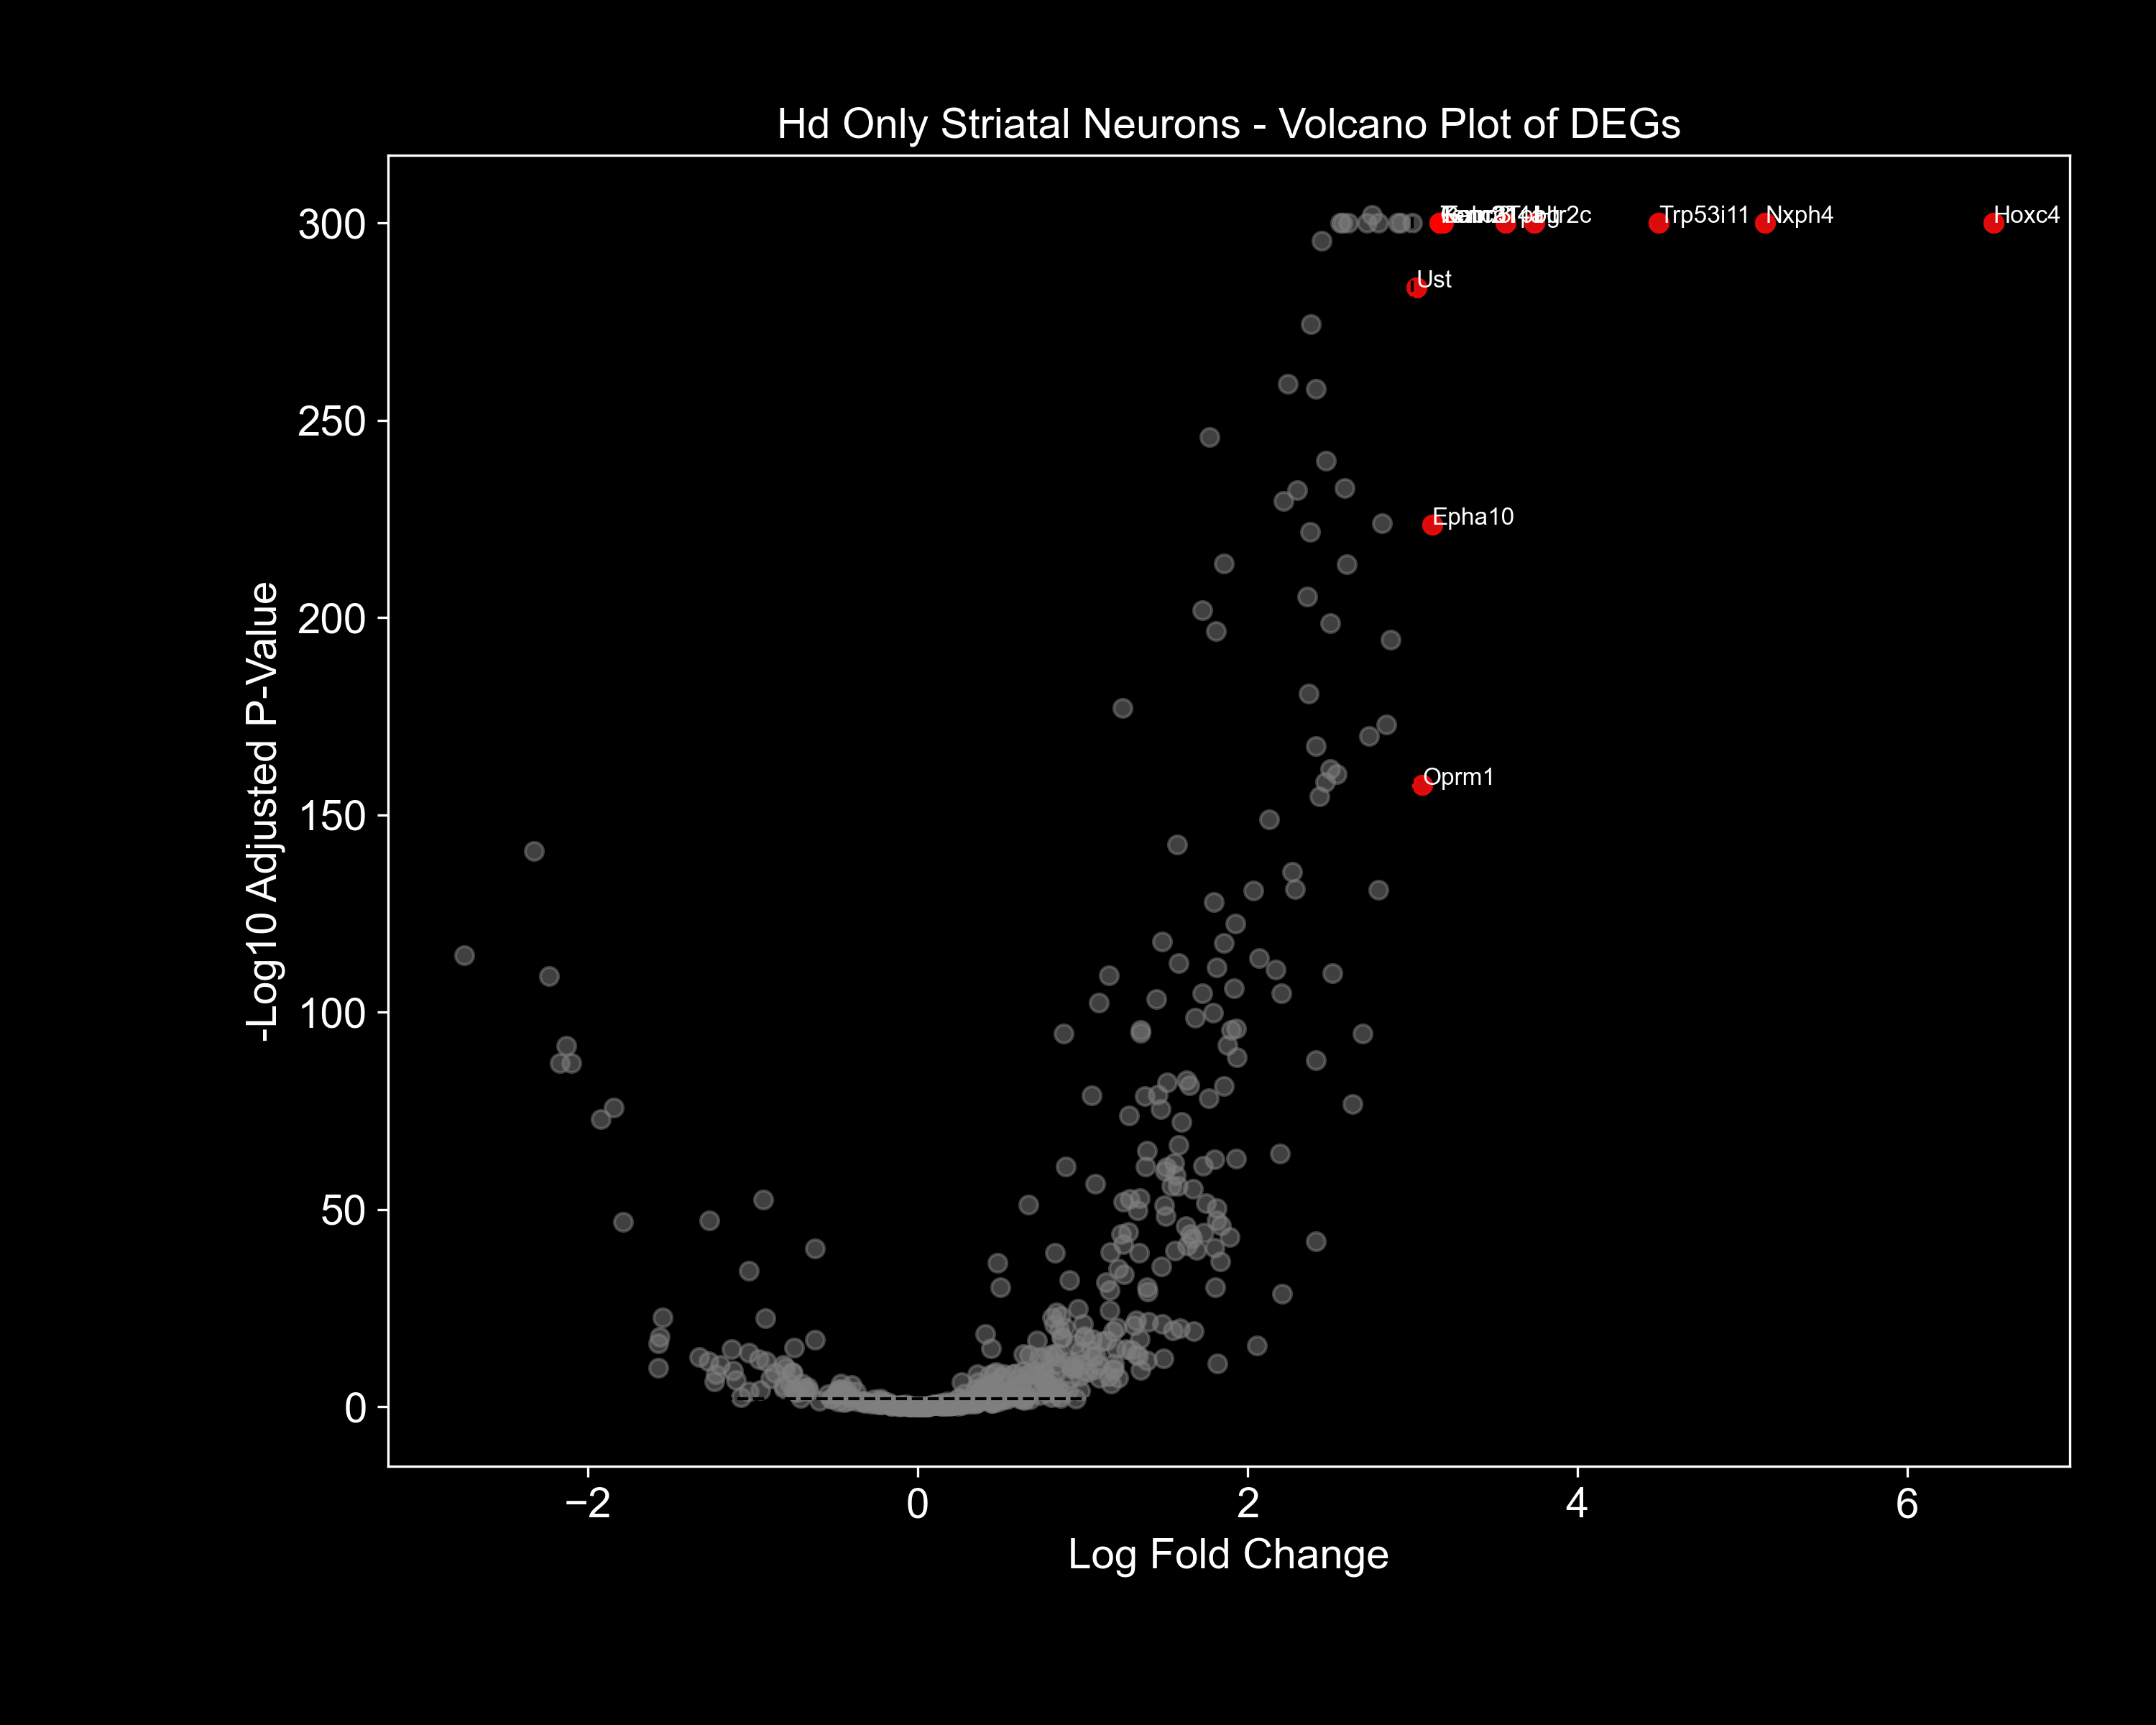 Hd Only Striatal Neurons - Volcano Plot of DEGs
-Log10 Adjusted P-Value
300
250
200
150
100
50
0
Trp53i11
Nxph4
Hoxc4
Ust
Epha10
Oprm1
−2
0
2
4
6
Log Fold Change